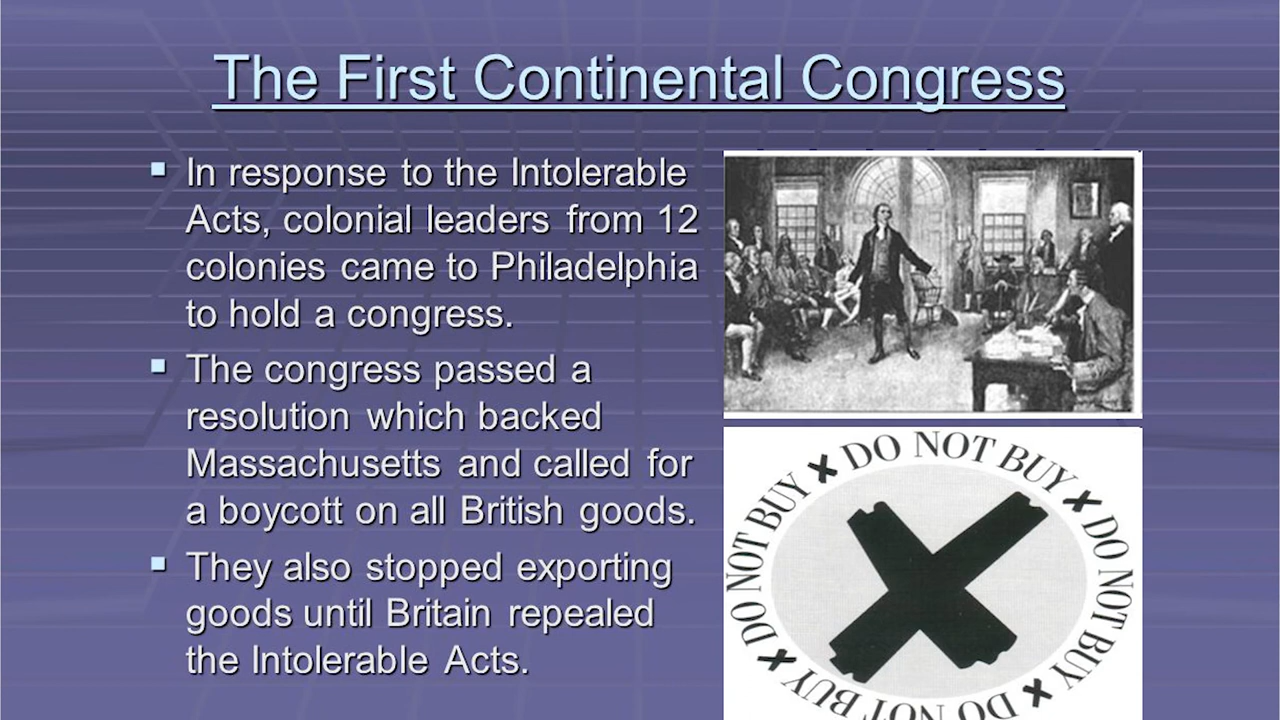 The First Continental Congress
In response to the Intolerable
Acts, colonial leaders from 12
colonies came to Philadelphia
to hold a congress.
The congress passed a
resolution which backed
Massachusetts and called for
a boycott on all British goods.
They also stopped exporting
goods until Britain repealed
the Intolerable Acts.
DO NOT BUY
DO NOT BUY
DO NOT BUY
DO NOT BUY
DO NOT BUY